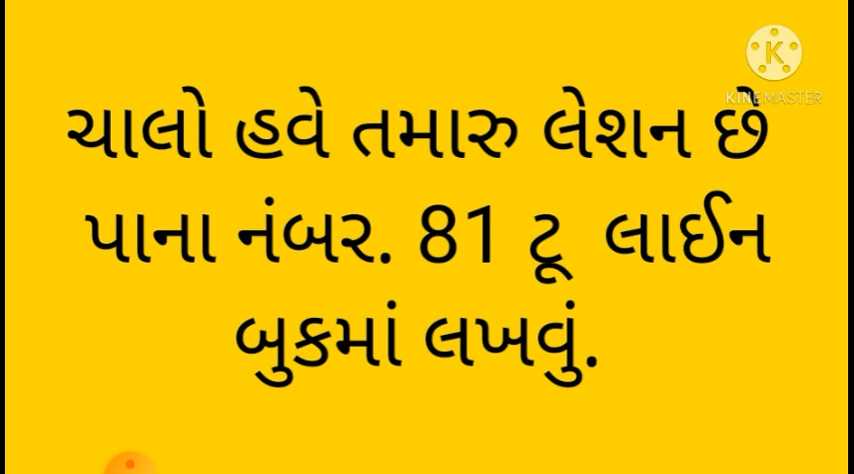 KINEMASTER
ચાલો હવે તમારુ લેશન છે
પાના નંબર. 81 ટૂ લાઈન
બુકમાં લખવું.